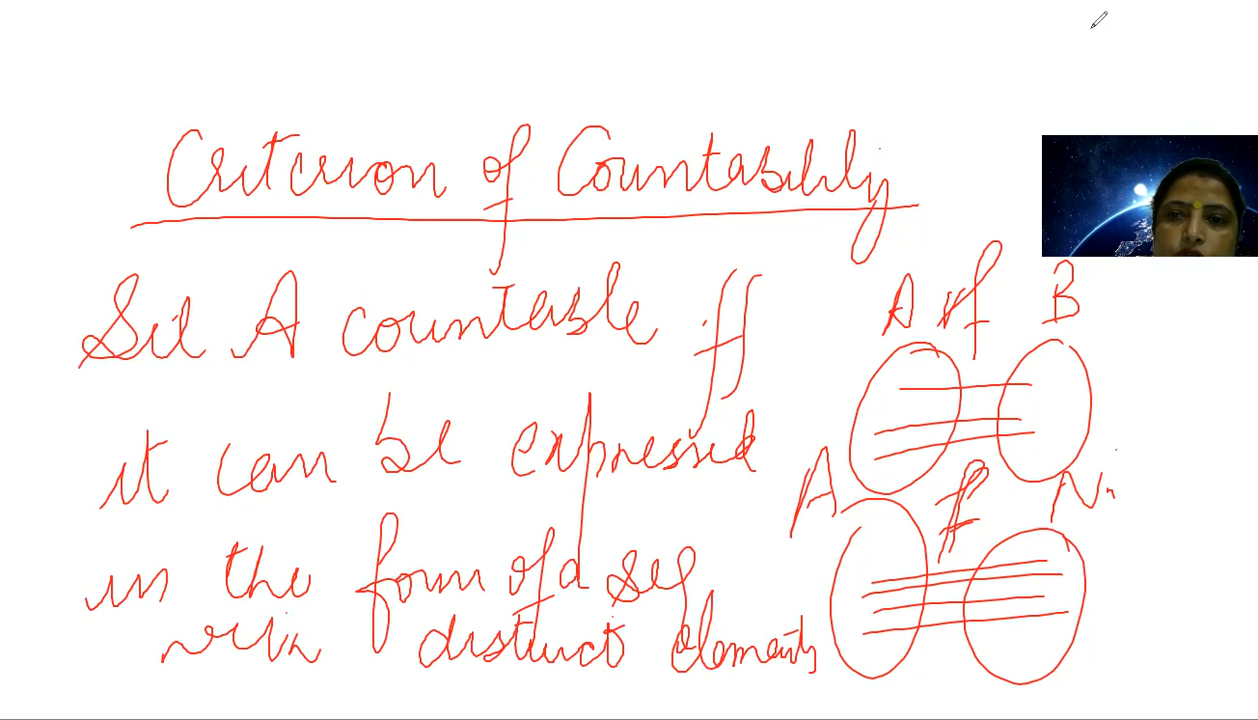 Criterion of Countability
Set A countable iff
it can be expressed
in the form of a seq
with distinct elements
A f B
A f N